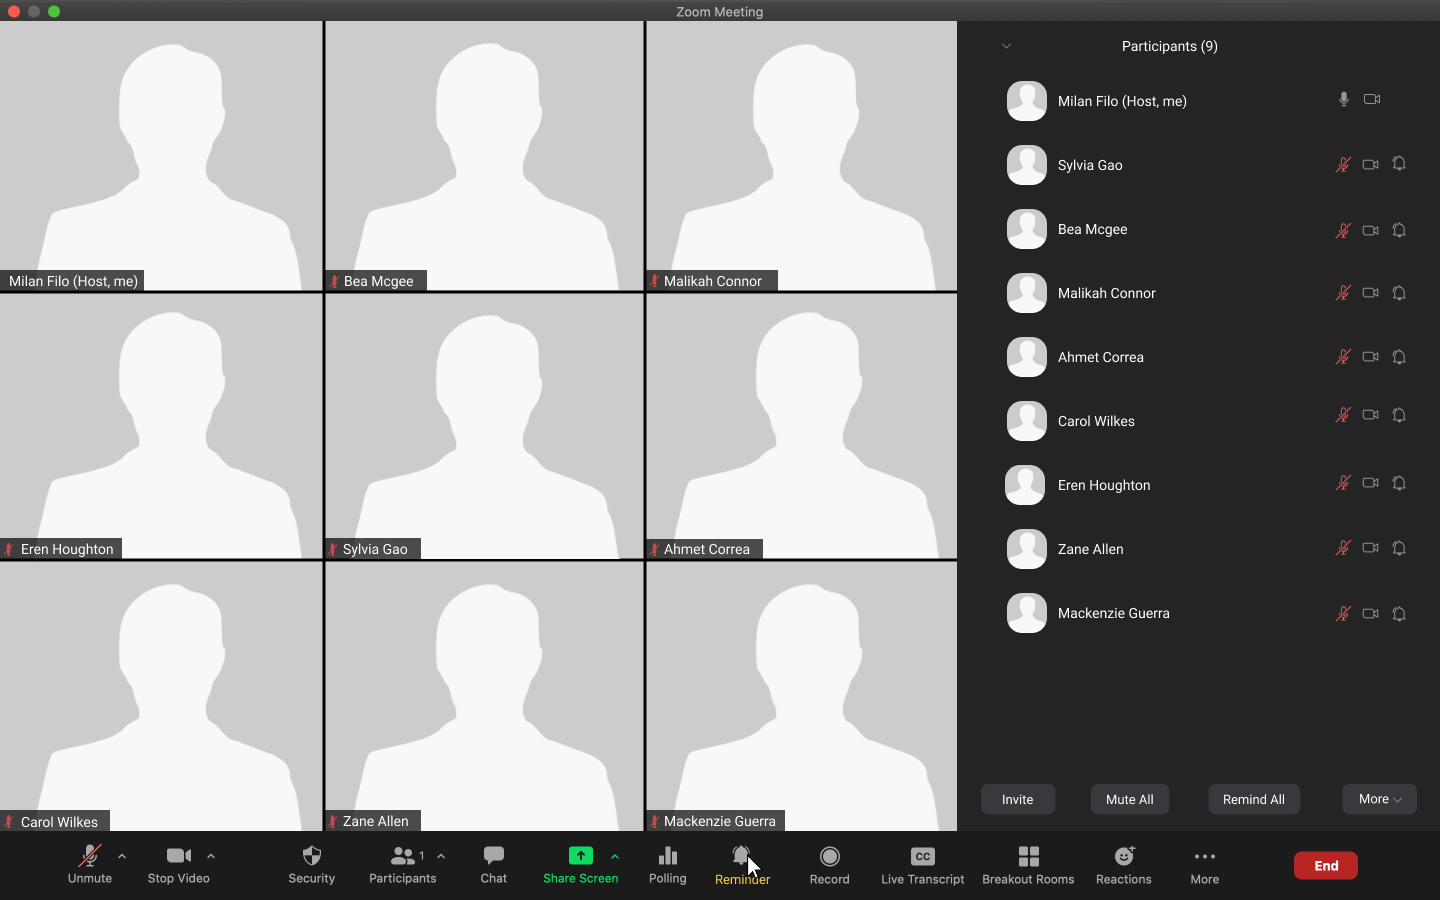 Zoom Meeting
Milan Filo (Host, me)
Bea Mcgee
Malikah Connor
Eren Houghton
Sylvia Gao
Ahmet Correa
Carol Wilkes
Zane Allen
Mackenzie Guerra
Participants (9)
Milan Filo (Host, me)
Sylvia Gao
Bea Mcgee
Malikah Connor
Ahmet Correa
Carol Wilkes
Eren Houghton
Zane Allen
Mackenzie Guerra
Invite
Mute All
Remind All
More
Unmute
Stop Video
Security
1
Participants
Chat
Share Screen
Polling
Reminder
Record
CC
Live Transcript
Breakout Rooms
Reactions
More
End